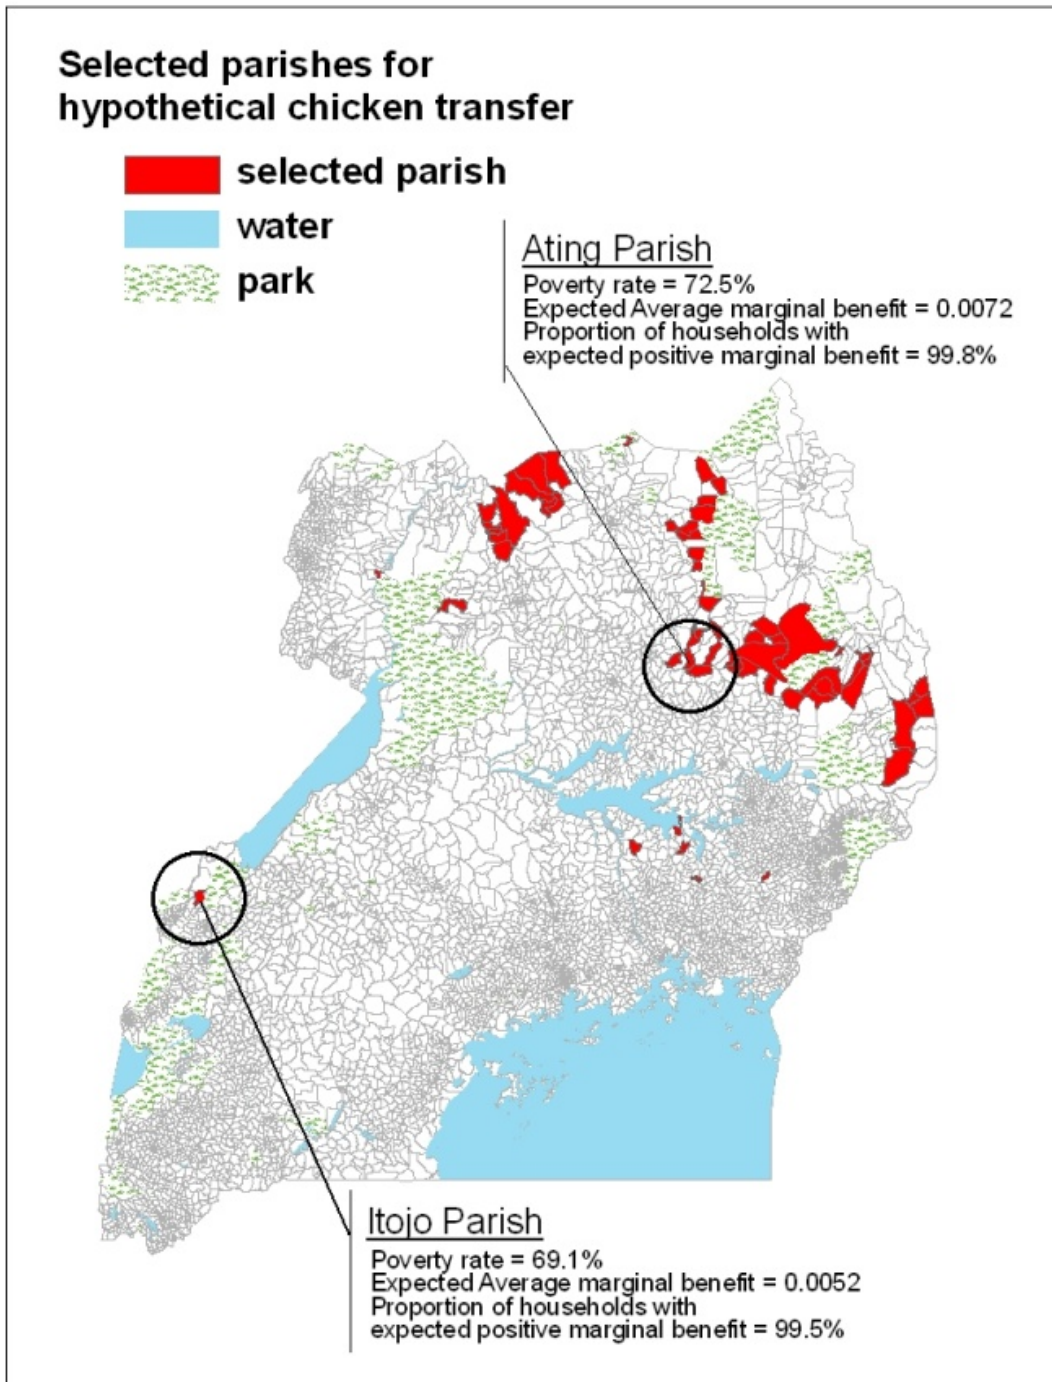 Selected parishes for
hypothetical chicken transfer
selected parish
water
park
Ating Parish
Poverty rate = 72.5%
Expected Average marginal benefit = 0.0072
Proportion of households with
expected positive marginal benefit = 99.8%
Itojo Parish
Poverty rate = 69.1%
Expected Average marginal benefit = 0.0052
Proportion of households with
expected positive marginal benefit = 99.5%